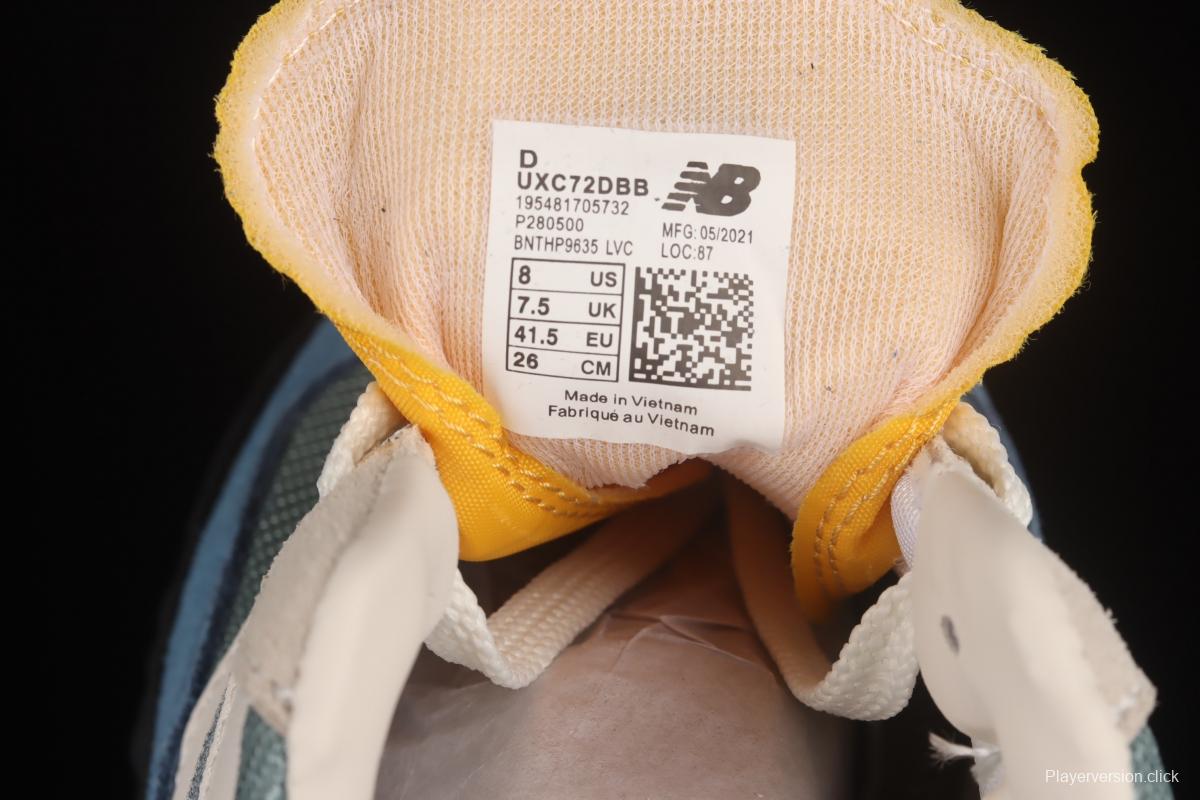 D
UXC72DBB
195481705732
P280500
BNTHP9635 LVC
NB
MFG: 05/2021
LOC:87
8 US
7.5 UK
41.5 EU
26 CM
Made in Vietnam
Fabriqué au Vietnam
Playerversion.click